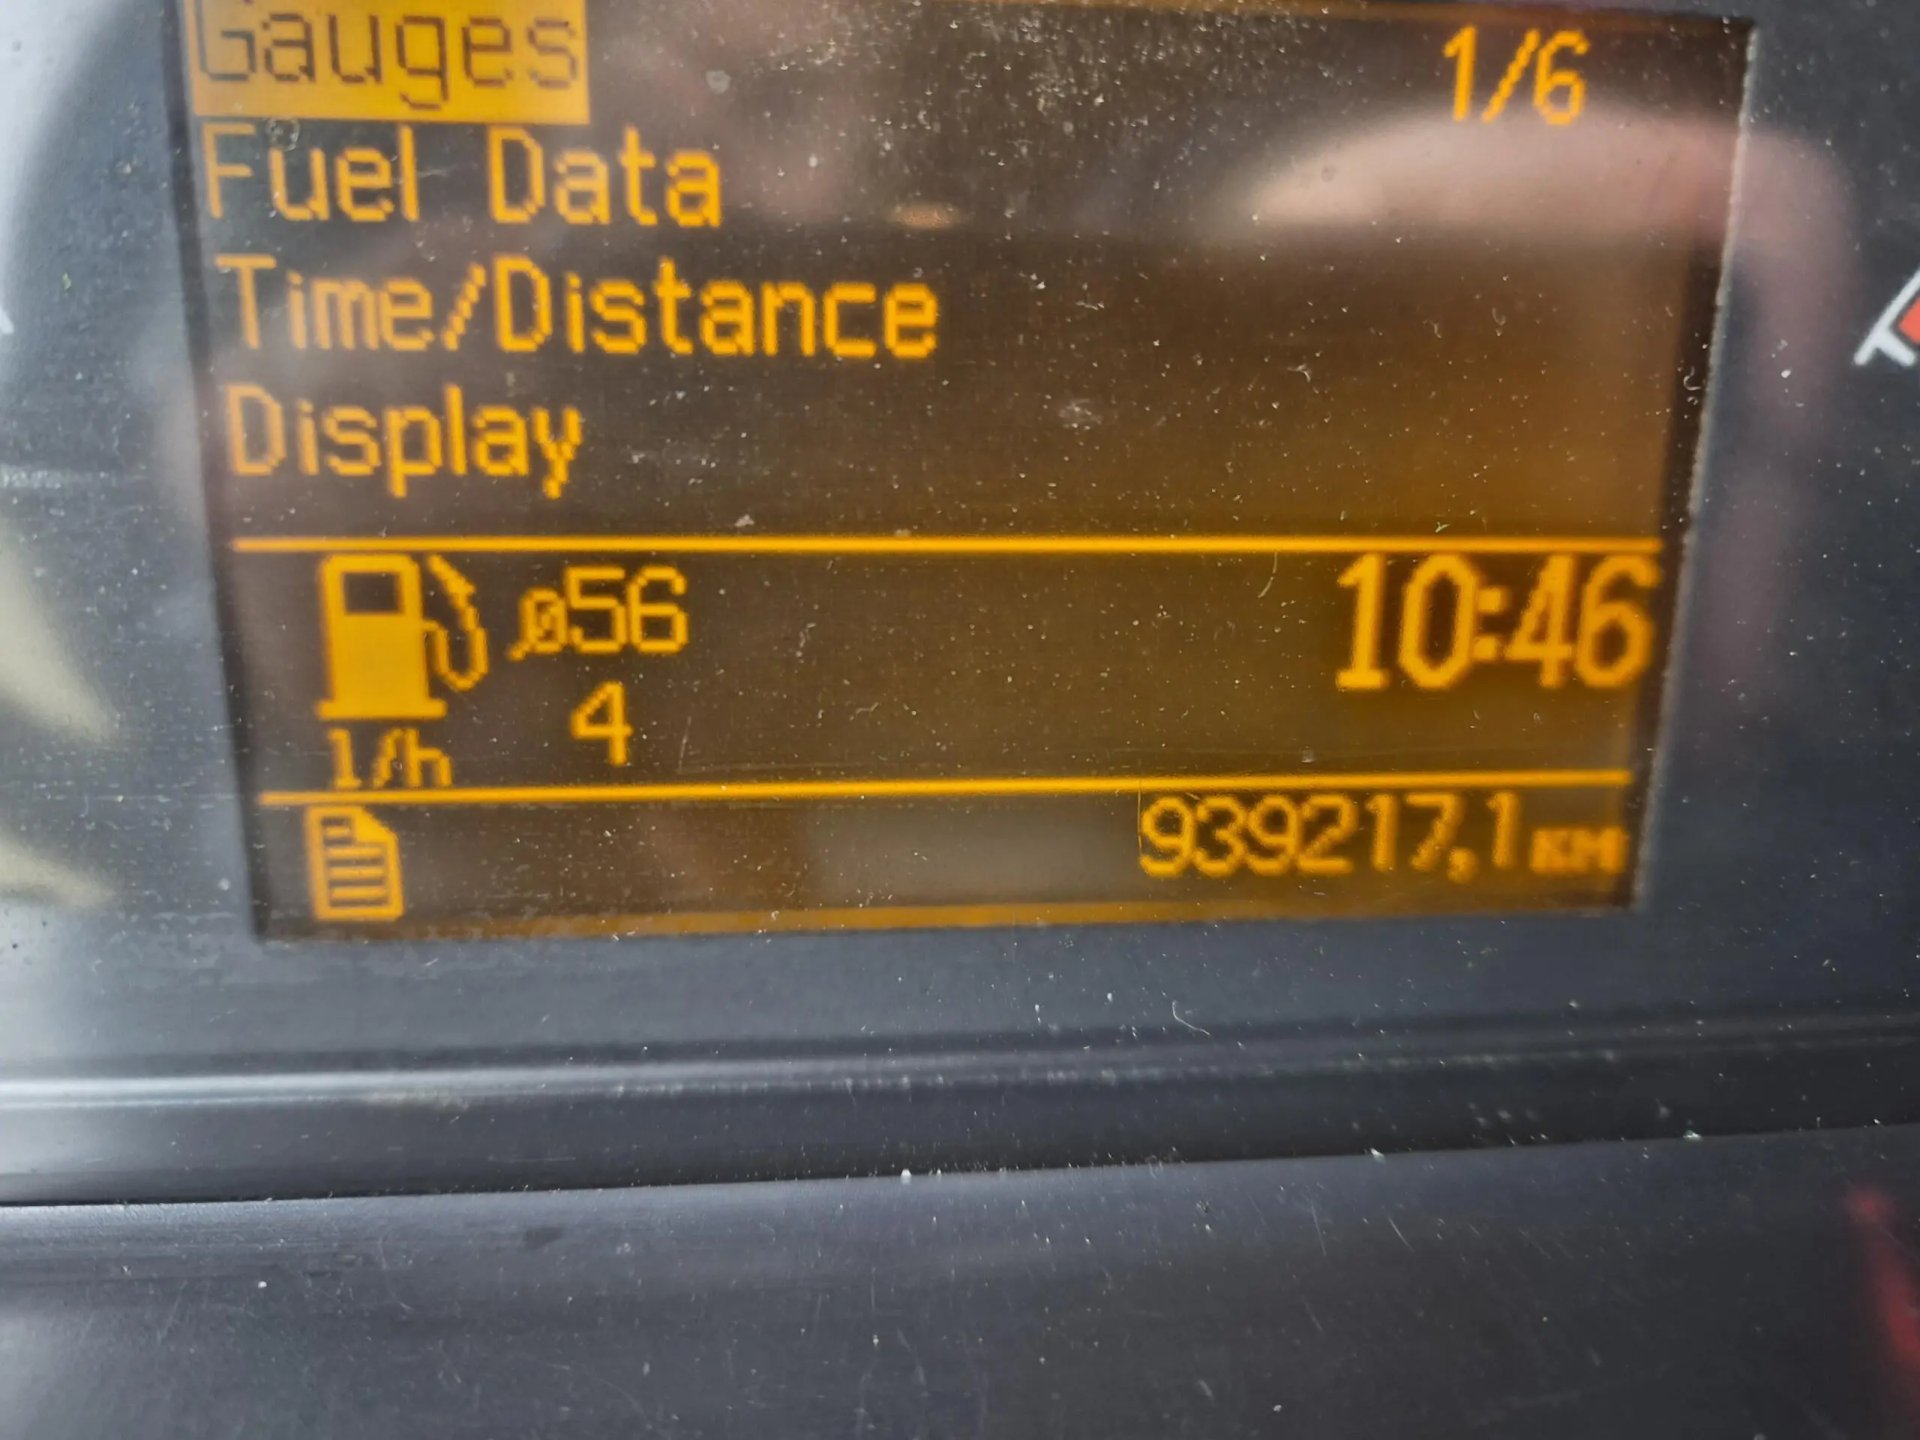 Gauges 1/6
Fuel Data
Time/Distance
Display
ø56 10:46
4
l/h
939217,1 KM